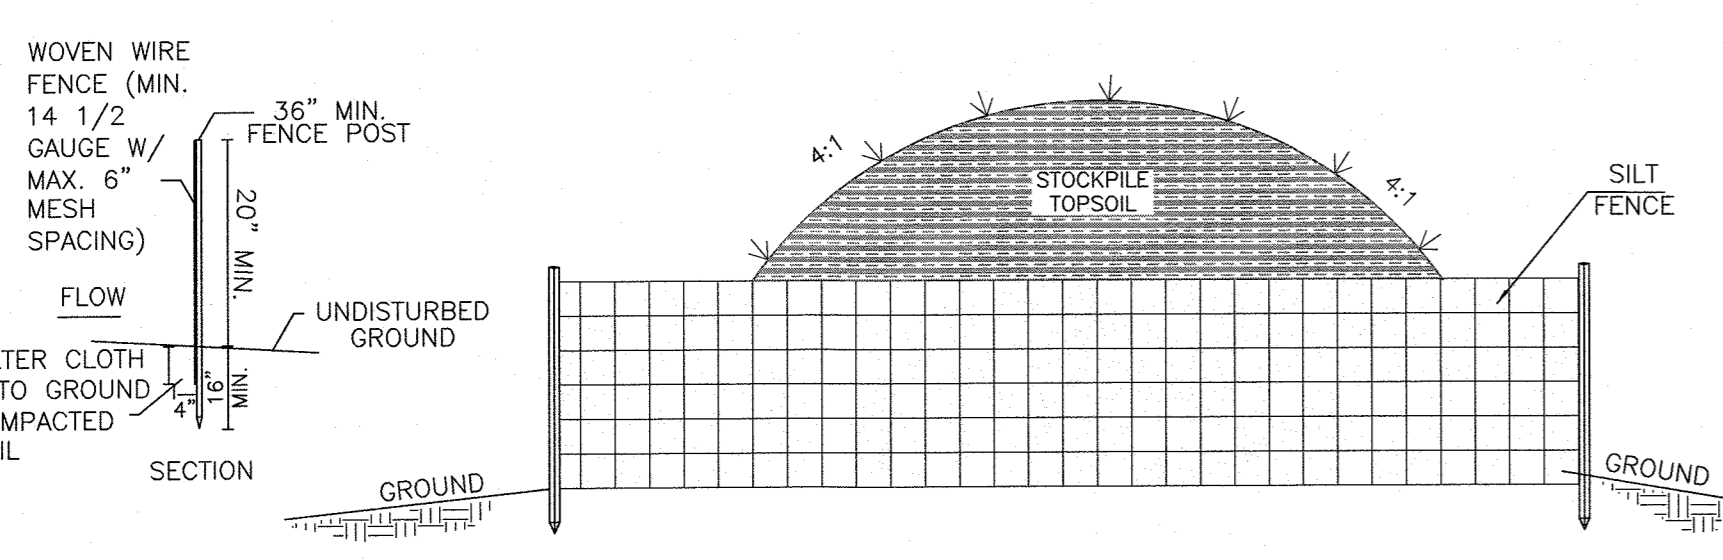 WOVEN WIRE
FENCE (MIN.
14 1/2
GAUGE W/
MAX. 6"
MESH
SPACING)
36" MIN.
FENCE POST
20" MIN.
FLOW
UNDISTURBED
GROUND
TER CLOTH
TO GROUND
MPACTED
IL
4"
16"
MIN.
SECTION
GROUND
4:1
STOCKPILE
TOPSOIL
4:1
SILT
FENCE
GROUND